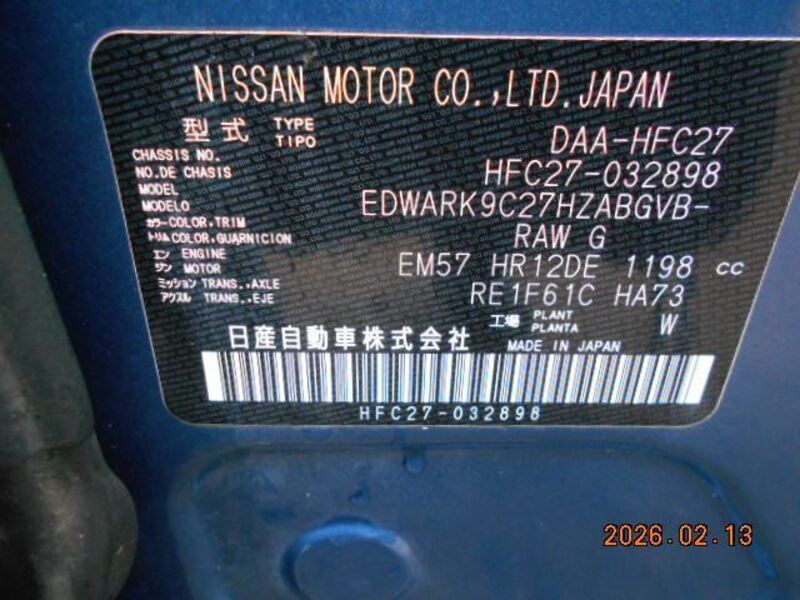 NISSAN MOTOR CO.,LTD.JAPAN
型式 TYPE TIPO DAA-HFC27
CHASSIS NO.
NO.DE CHASIS HFC27-032898
MODEL
MODELO EDWARK9C27HZABGVB-
カラー COLOR,TRIM
トリム COLOR,GUARNICION RAW G
エン ENGINE
ジン MOTOR EM57 HR12DE 1198 cc
ミッション TRANS.,AXLE
アクスル TRANS.,EJE RE1F61C HA73
工場 PLANT PLANTA W
日産自動車株式会社 MADE IN JAPAN
HFC27-032898
2026.02.13